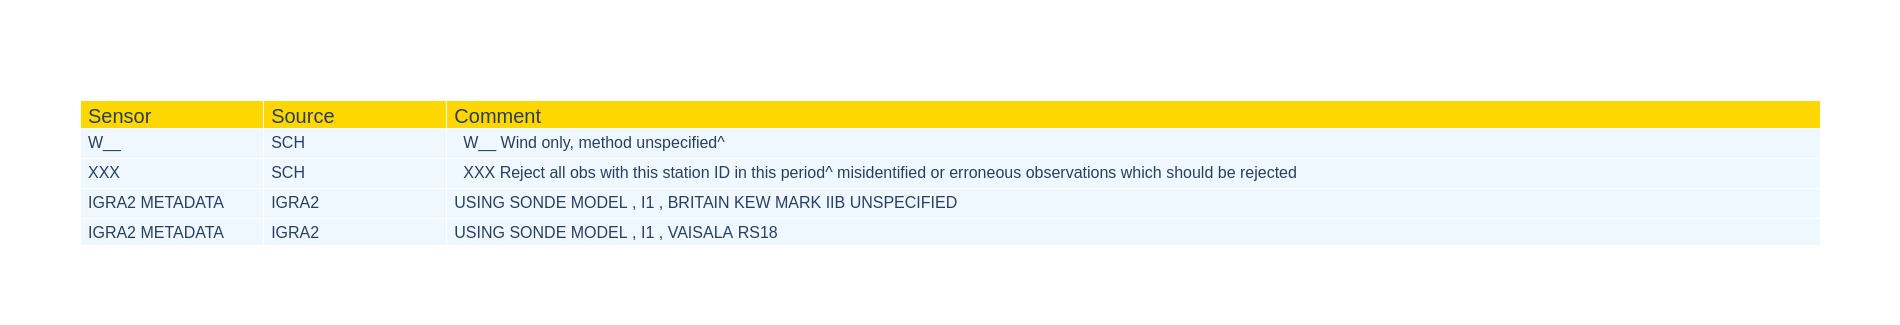 Sensor Source Comment
W__ SCH W__ Wind only, method unspecified^
XXX SCH XXX Reject all obs with this station ID in this period^ misidentified or erroneous observations which should be rejected
IGRA2 METADATA IGRA2 USING SONDE MODEL , I1 , BRITAIN KEW MARK IIB UNSPECIFIED
IGRA2 METADATA IGRA2 USING SONDE MODEL , I1 , VAISALA RS18